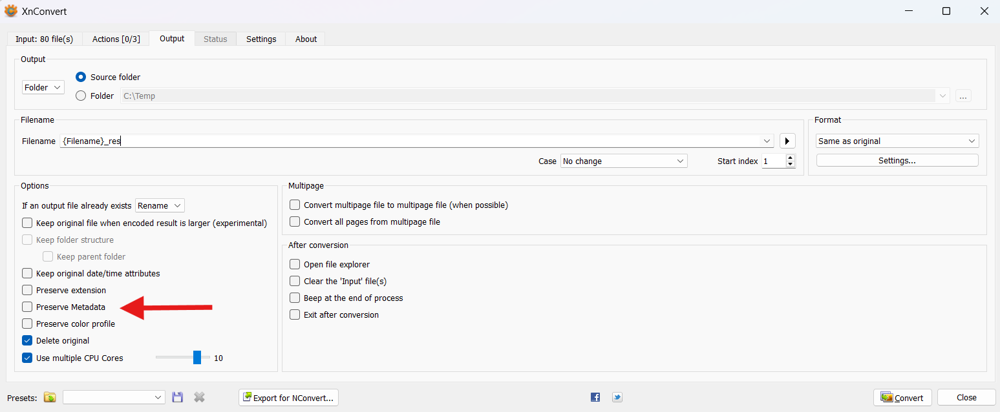 XnConvert
Input: 80 file(s) Actions [0/3] Output Status Settings About
Output
Folder
Source folder
Folder C:\Temp ...
Filename
Filename {Filename}_res
Case No change Start index 1
Format
Same as original
Settings...
Options
If an output file already exists Rename
Keep original file when encoded result is larger (experimental)
Keep folder structure
Keep parent folder
Keep original date/time attributes
Preserve extension
Preserve Metadata
Preserve color profile
Delete original
Use multiple CPU Cores 10
Multipage
Convert multipage file to multipage file (when possible)
Convert all pages from multipage file
After conversion
Open file explorer
Clear the 'Input' file(s)
Beep at the end of process
Exit after conversion
Presets: Export for NConvert... Convert Close